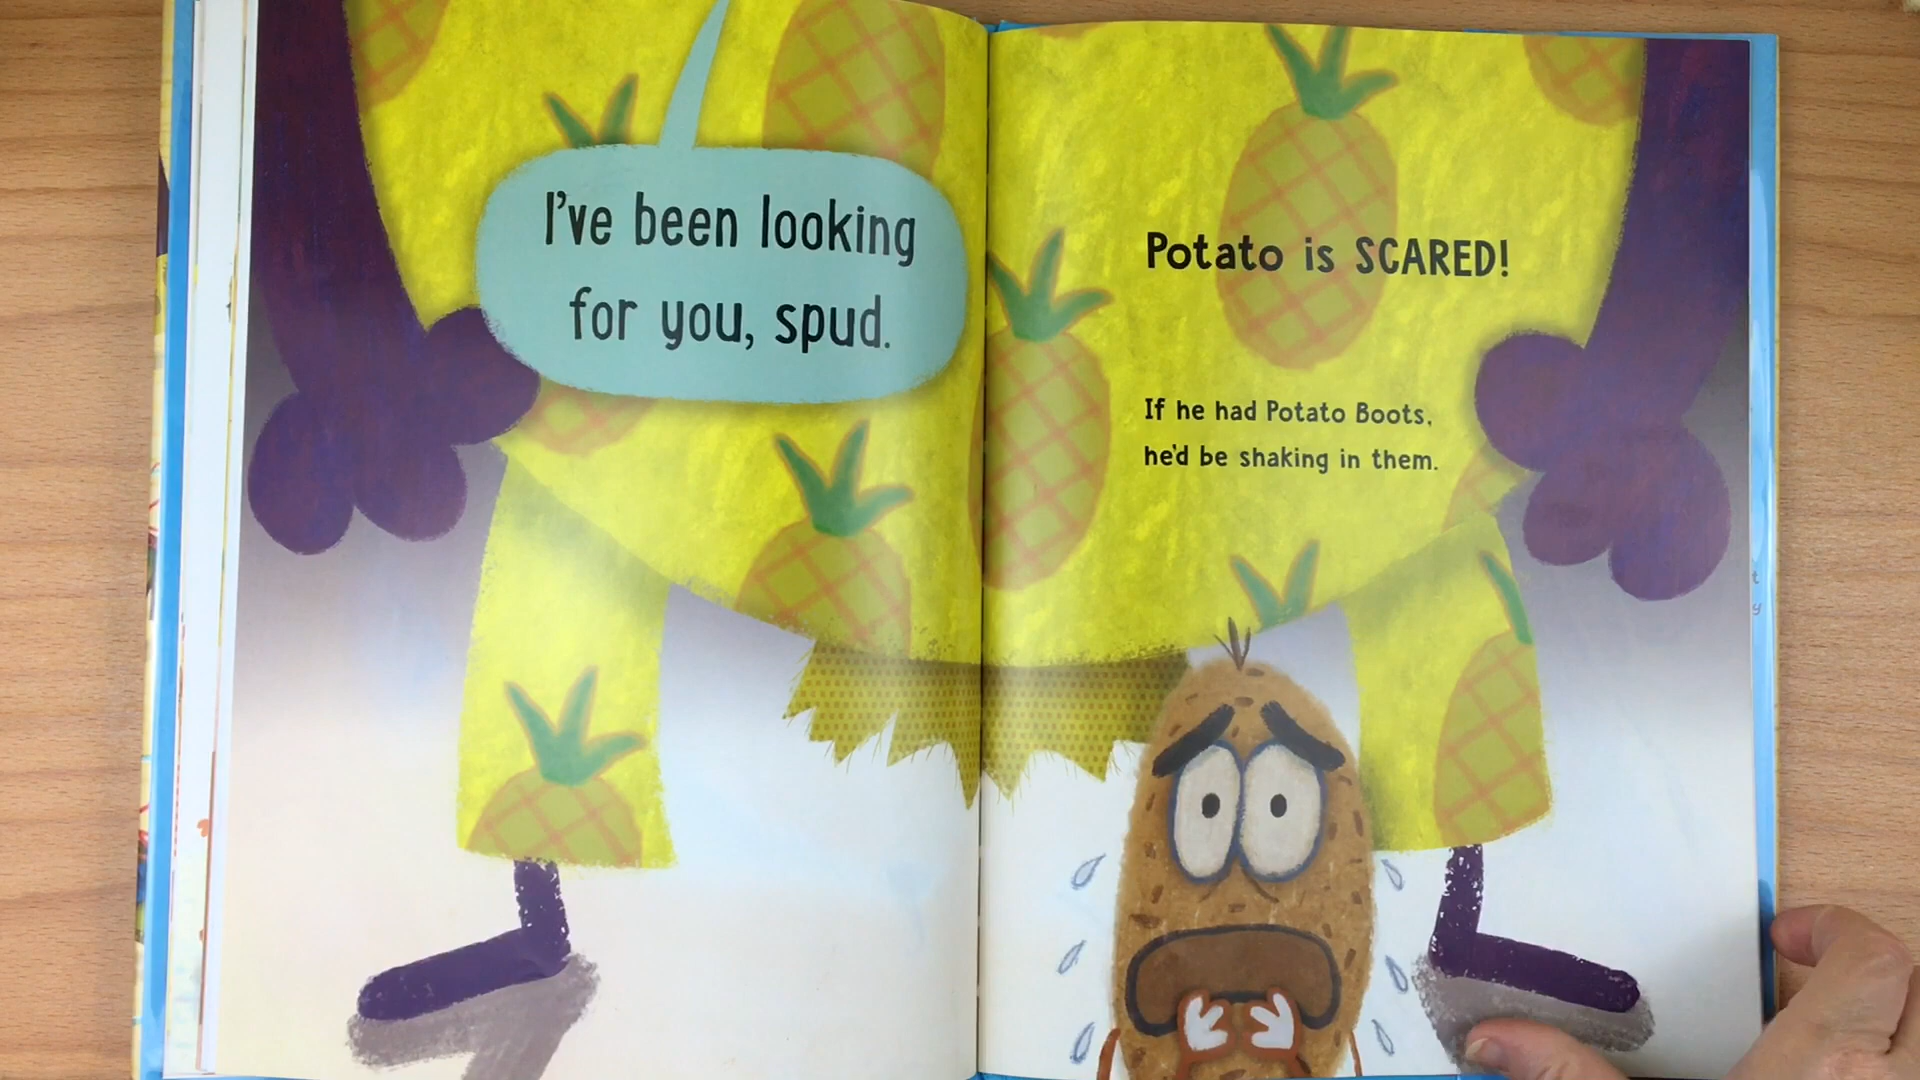 I've been looking
for you, spud.
Potato is SCARED!
If he had Potato Boots,
he'd be shaking in them.